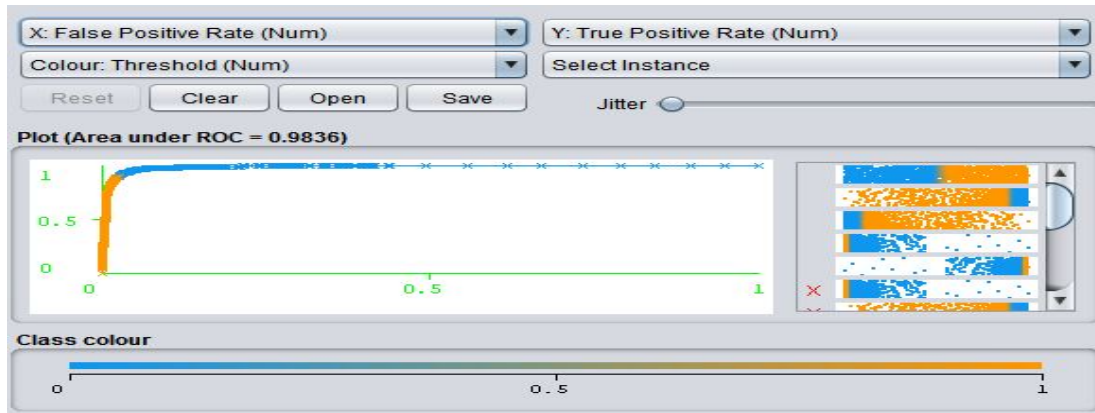 X: False Positive Rate (Num) Y: True Positive Rate (Num)
Colour: Threshold (Num) Select Instance
Reset Clear Open Save Jitter
Plot (Area under ROC = 0.9836)
1
0.5
0
0 0.5 1
X
Class colour
0 0.5 1